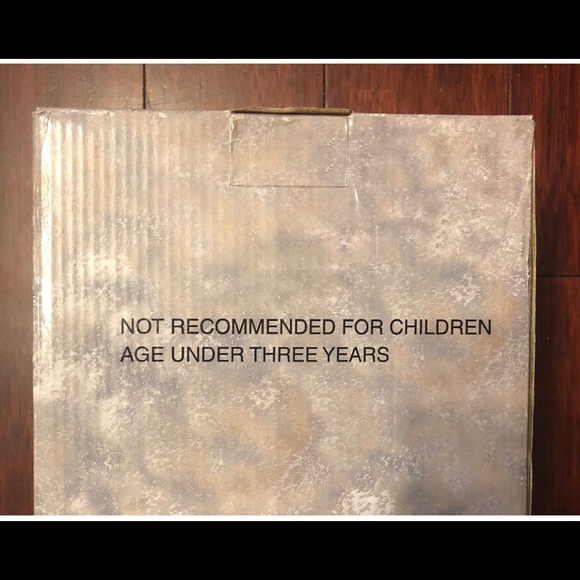 NOT RECOMMENDED FOR CHILDREN
AGE UNDER THREE YEARS